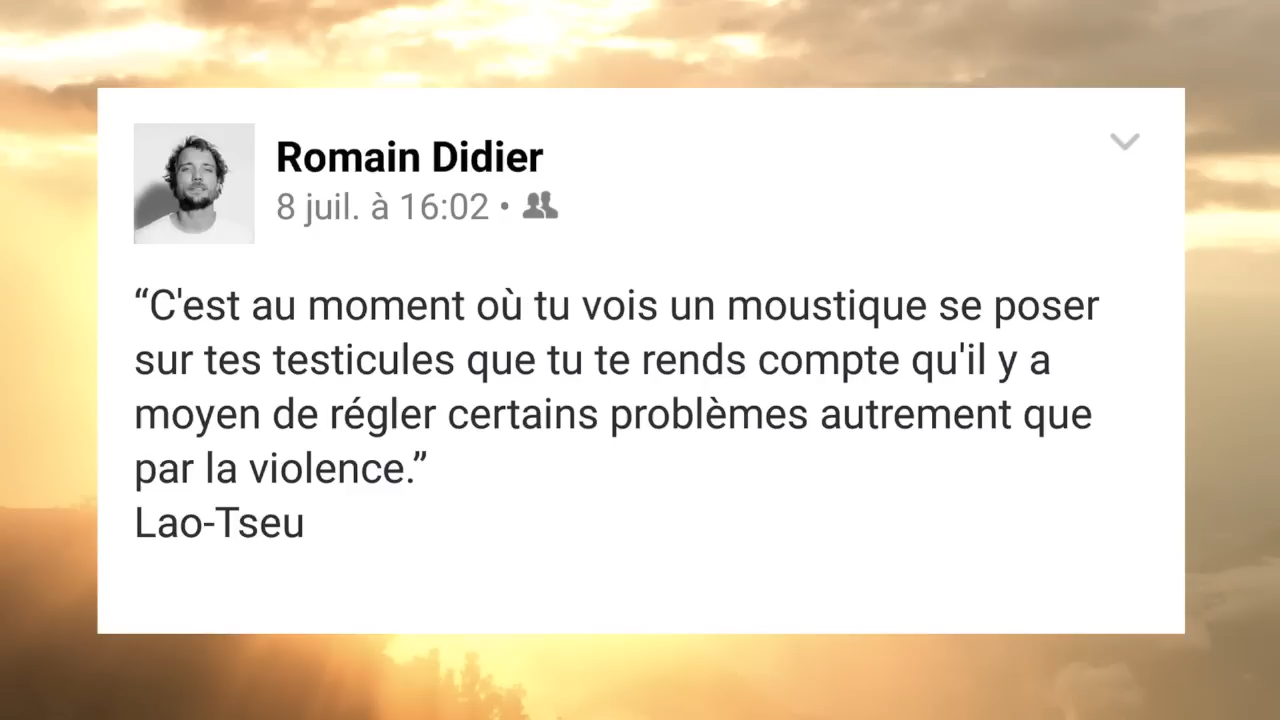 Romain Didier
8 juil. à 16:02 •
“C'est au moment où tu vois un moustique se poser
sur tes testicules que tu te rends compte qu'il y a
moyen de régler certains problèmes autrement que
par la violence.”
Lao-Tseu